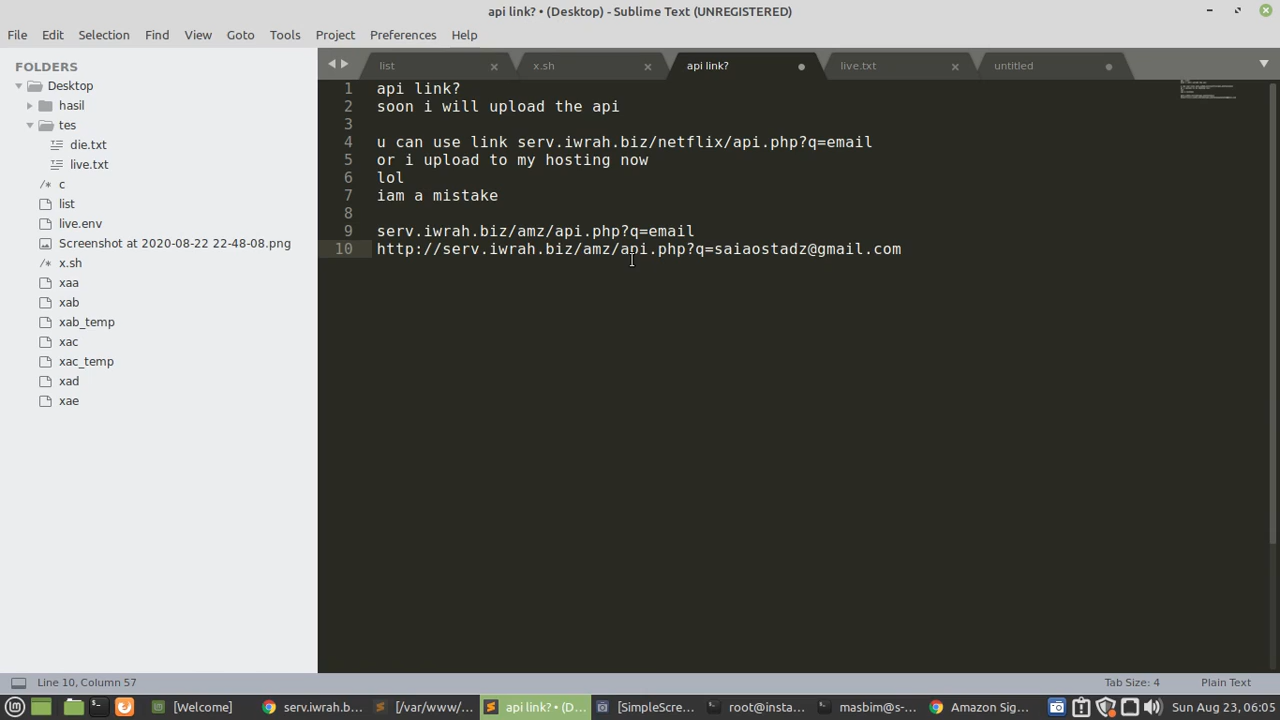 api link? • (Desktop) - Sublime Text (UNREGISTERED)
File Edit Selection Find View Goto Tools Project Preferences Help
FOLDERS
Desktop
hasil
tes
die.txt
live.txt
c
list
live.env
Screenshot at 2020-08-22 22-48-08.png
x.sh
xaa
xab
xab_temp
xac
xac_temp
xad
xae
list x.sh api link? live.txt untitled
1 api link?
2 soon i will upload the api
3
4 u can use link serv.iwrah.biz/netflix/api.php?q=email
5 or i upload to my hosting now
6 lol
7 iam a mistake
8
9 serv.iwrah.biz/amz/api.php?q=email
10 http://serv.iwrah.biz/amz/api.php?q=saiaostadz@gmail.com
Line 10, Column 57 Tab Size: 4 Plain Text
[Welcome] serv.iwrah.b... [/var/www/... api link? • (D... [SimpleScre... root@insta... masbim@s-... Amazon Sig... Sun Aug 23, 06:05